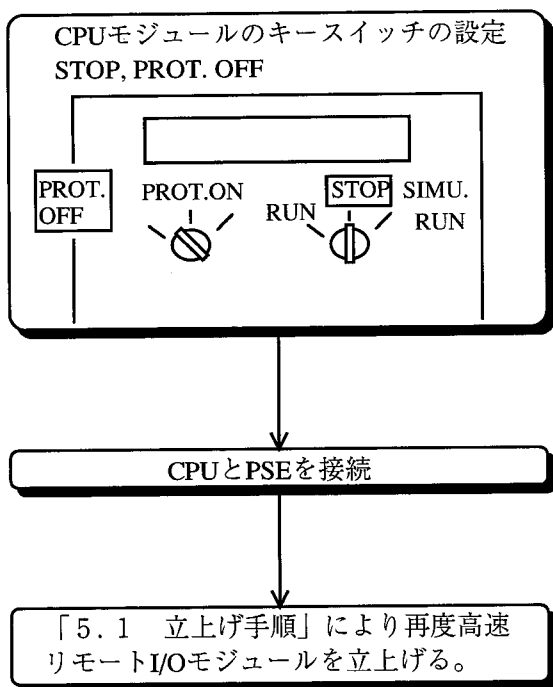 CPUモジュールのキースイッチの設定
STOP, PROT. OFF
PROT.
OFF
PROT.ON
RUN
STOP
SIMU.
RUN
CPUとPSEを接続
「5.1 立上げ手順」により再度高速
リモートI/Oモジュールを立上げる。